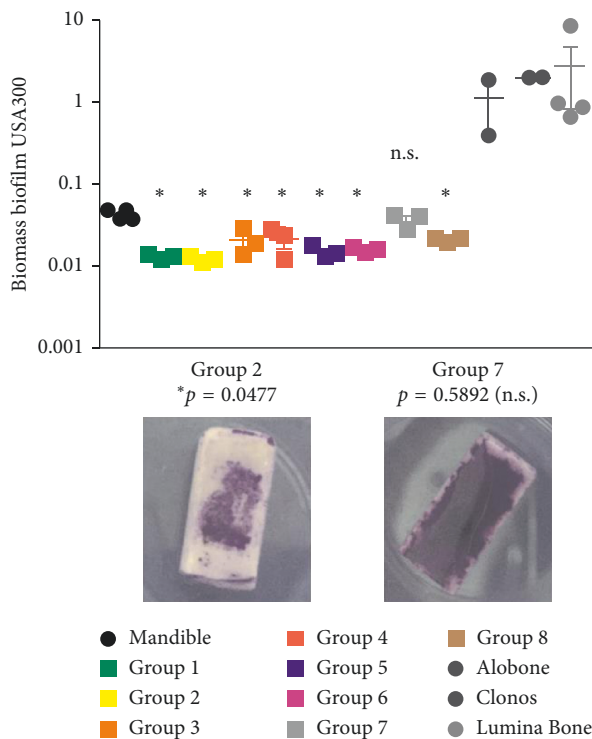 Biomass biofilm USA300
10
1
0.1
0.01
0.001
* * * * * * n.s. *
Group 2
*p = 0.0477
Group 7
p = 0.5892 (n.s.)
Mandible
Group 1
Group 2
Group 3
Group 4
Group 5
Group 6
Group 7
Group 8
Alobone
Clonos
Lumina Bone